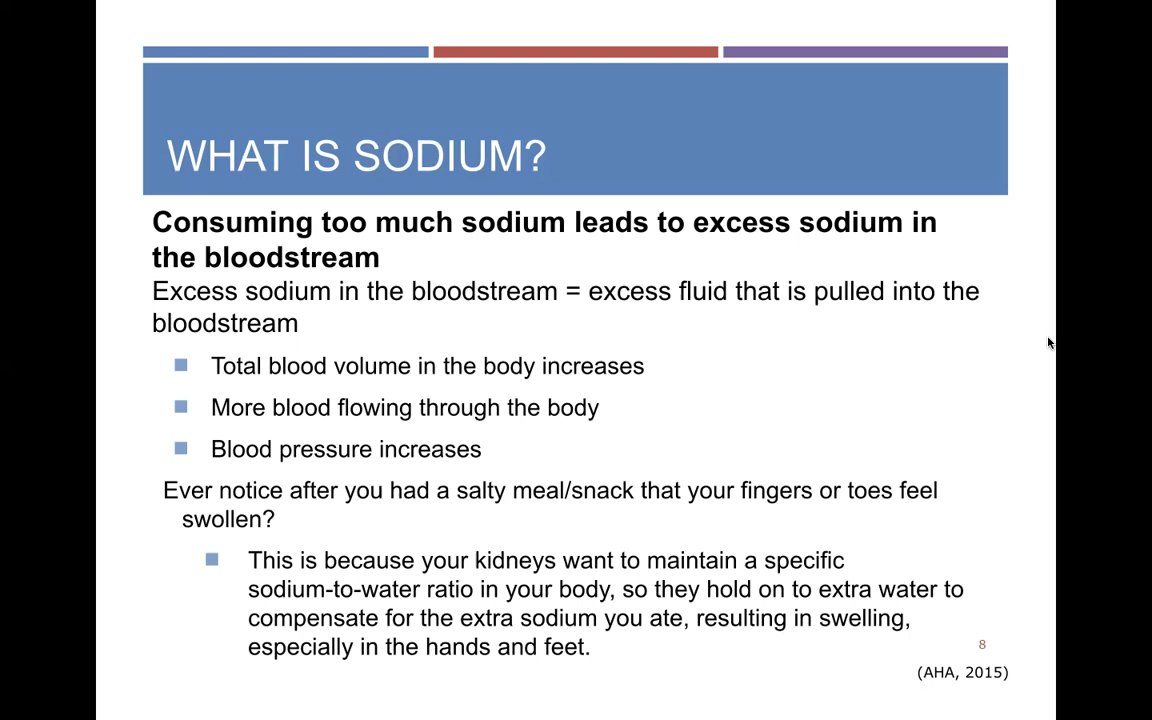 WHAT IS SODIUM?
Consuming too much sodium leads to excess sodium in
the bloodstream
Excess sodium in the bloodstream = excess fluid that is pulled into the
bloodstream
Total blood volume in the body increases
More blood flowing through the body
Blood pressure increases
Ever notice after you had a salty meal/snack that your fingers or toes feel
swollen?
This is because your kidneys want to maintain a specific
sodium-to-water ratio in your body, so they hold on to extra water to
compensate for the extra sodium you ate, resulting in swelling,
especially in the hands and feet.
8
(AHA, 2015)